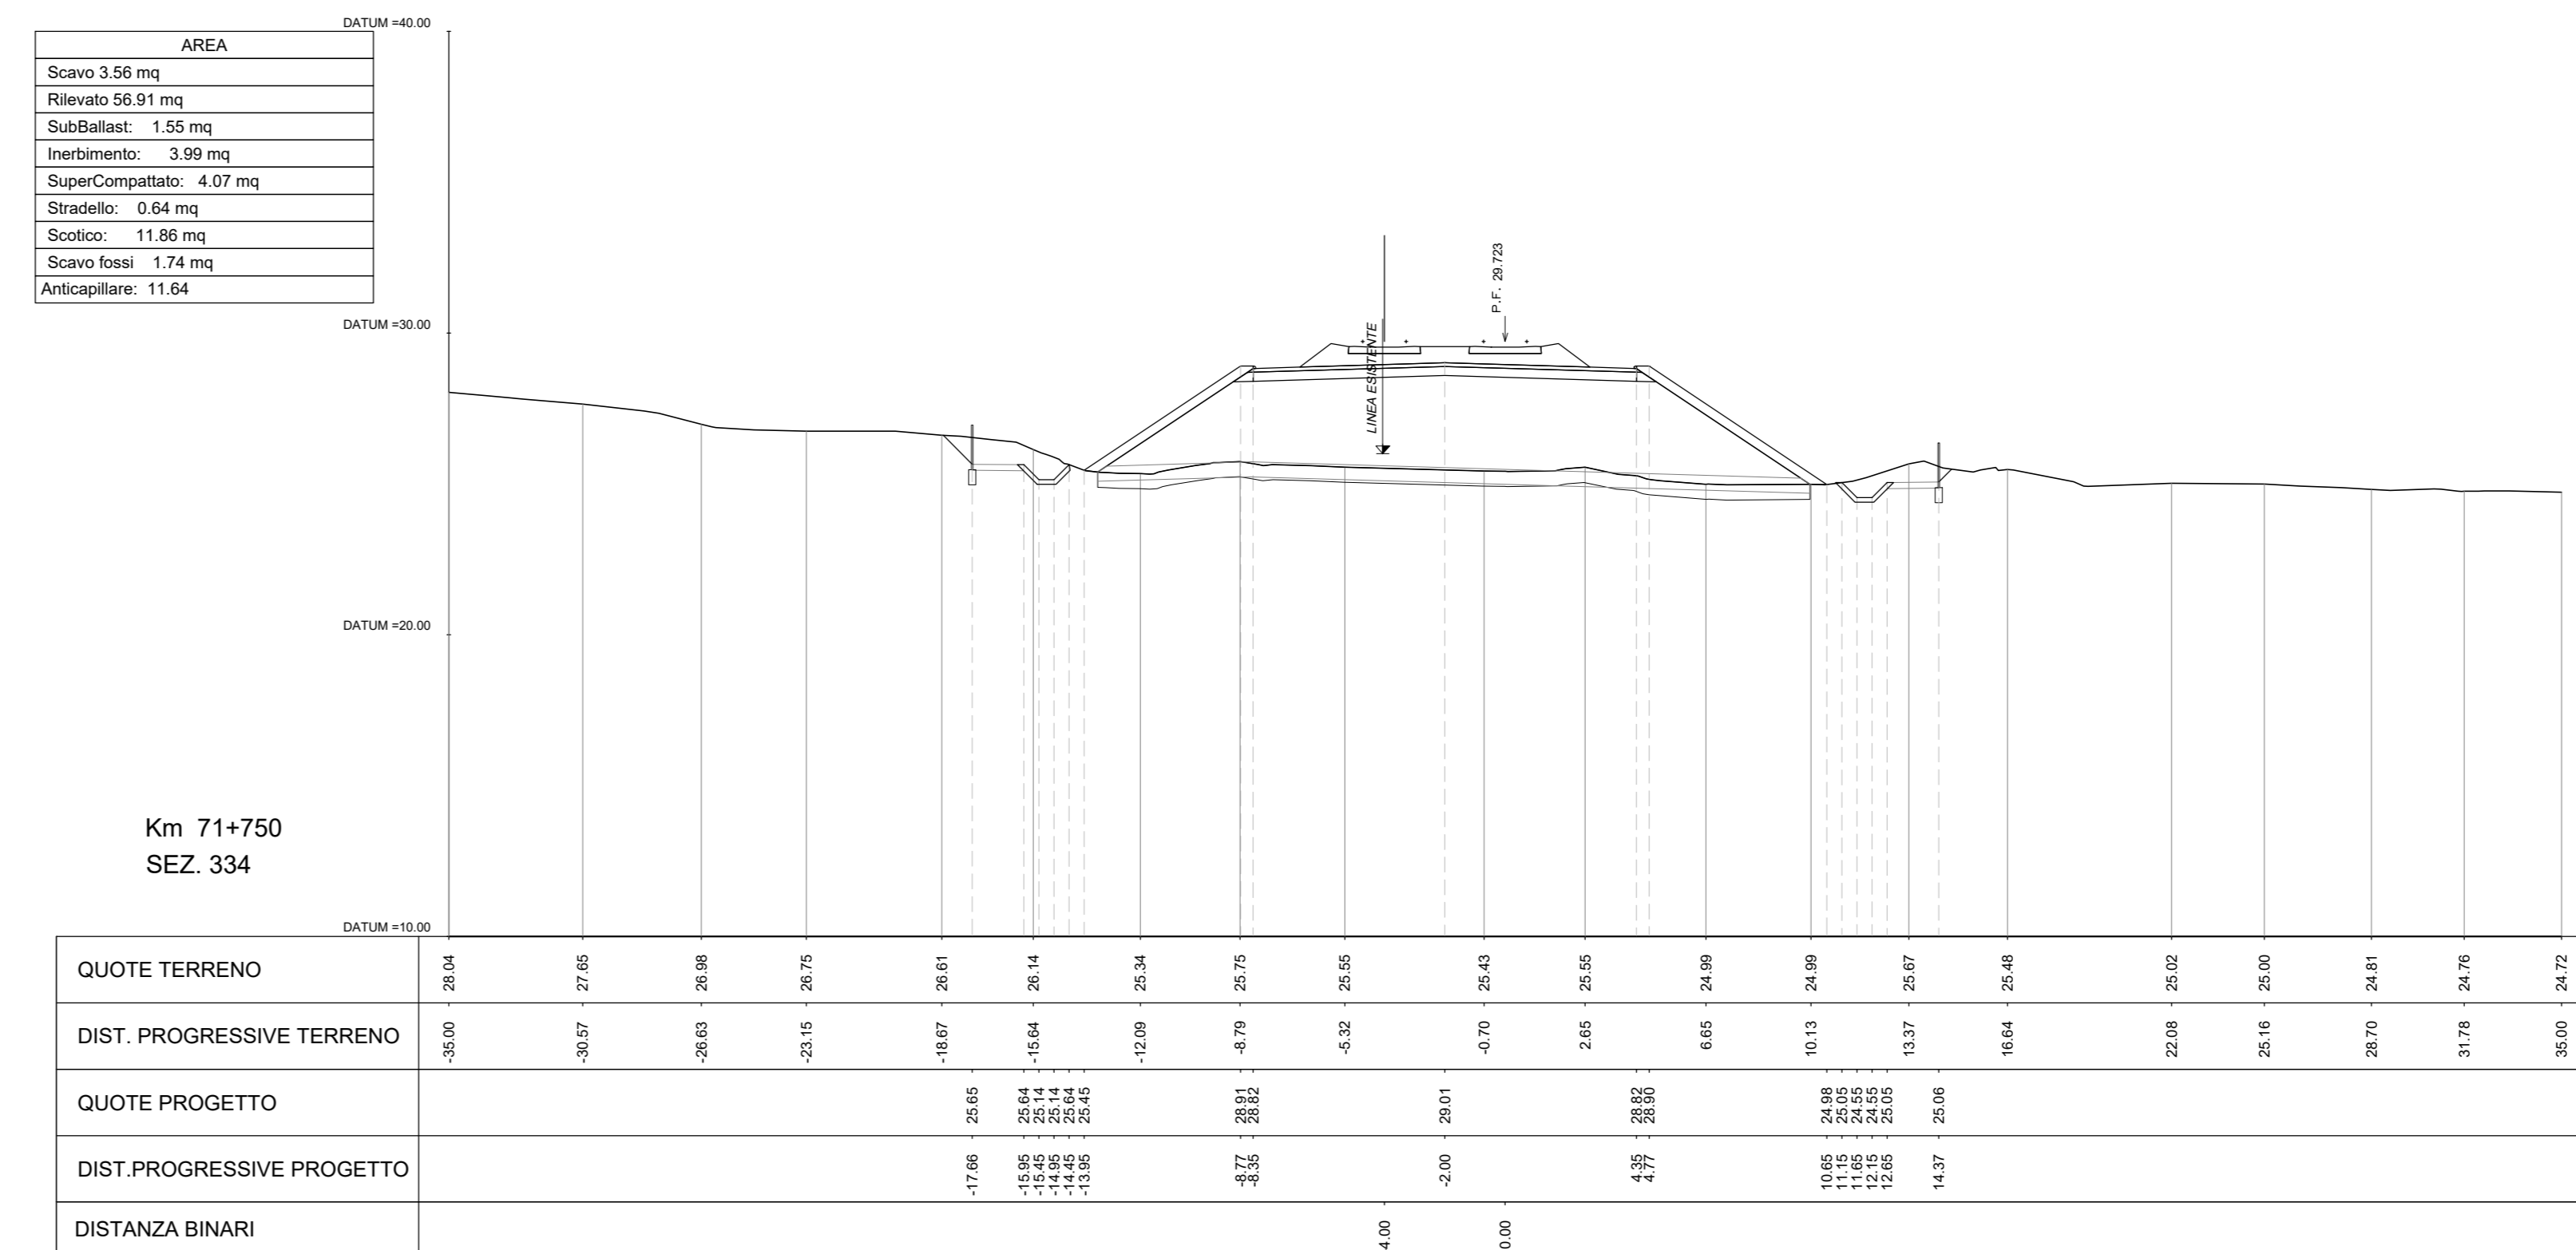 DATUM =40.00
AREA
Scavo 3.56 mq
Rilevato 56.91 mq
SubBallast: 1.55 mq
Inerbimento: 3.99 mq
SuperCompattato: 4.07 mq
Stradello: 0.64 mq
Scotico: 11.86 mq
Scavo fossi 1.74 mq
Anticapillare: 11.64
DATUM =30.00
LINEA ESISTENTE
P.F. 29.723
DATUM =20.00
Km 71+750
SEZ. 334
DATUM =10.00
QUOTE TERRENO 28.04 27.65 26.98 26.75 26.61 26.14 25.34 25.75 25.55 25.43 25.55 24.99 24.99 25.67 25.48 25.02 25.00 24.81 24.76 24.72
DIST. PROGRESSIVE TERRENO -35.00 -30.57 -26.63 -23.15 -18.67 -15.64 -12.09 -8.79 -5.32 -0.70 2.65 6.65 10.13 13.37 16.64 22.08 25.16 28.70 31.78 35.00
QUOTE PROGETTO 25.65 25.64 25.14 25.14 25.64 25.45 28.91 28.82 29.01 28.82 28.90 24.98 25.05 24.55 24.55 25.05 25.06
DIST.PROGRESSIVE PROGETTO -17.66 -15.95 -15.45 -14.95 -14.45 -13.95 -8.77 -8.35 -2.00 4.35 4.77 10.65 11.15 11.65 12.15 12.65 14.37
DISTANZA BINARI 4.00 0.00